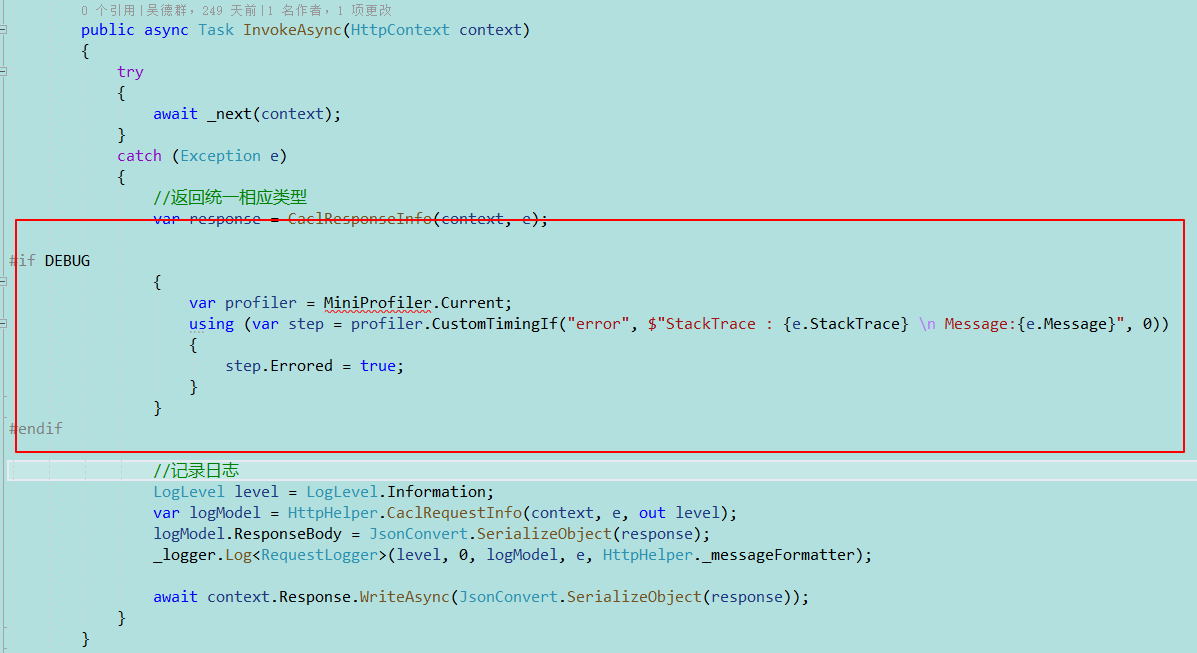 0 个引用|吴德群，249 天前|1 名作者，1 项更改
public async Task InvokeAsync(HttpContext context)
{
try
{
await _next(context);
}
catch (Exception e)
{
//返回统一相应类型
var response = CaclResponseInfo(context, e);
#if DEBUG
{
var profiler = MiniProfiler.Current;
using (var step = profiler.CustomTimingIf("error", $"StackTrace : {e.StackTrace} \n Message:{e.Message}", 0))
{
step.Errored = true;
}
}
#endif
//记录日志
LogLevel level = LogLevel.Information;
var logModel = HttpHelper.CaclRequestInfo(context, e, out level);
logModel.ResponseBody = JsonConvert.SerializeObject(response);
_logger.Log<RequestLogger>(level, 0, logModel, e, HttpHelper._messageFormatter);
await context.Response.WriteAsync(JsonConvert.SerializeObject(response));
}
}